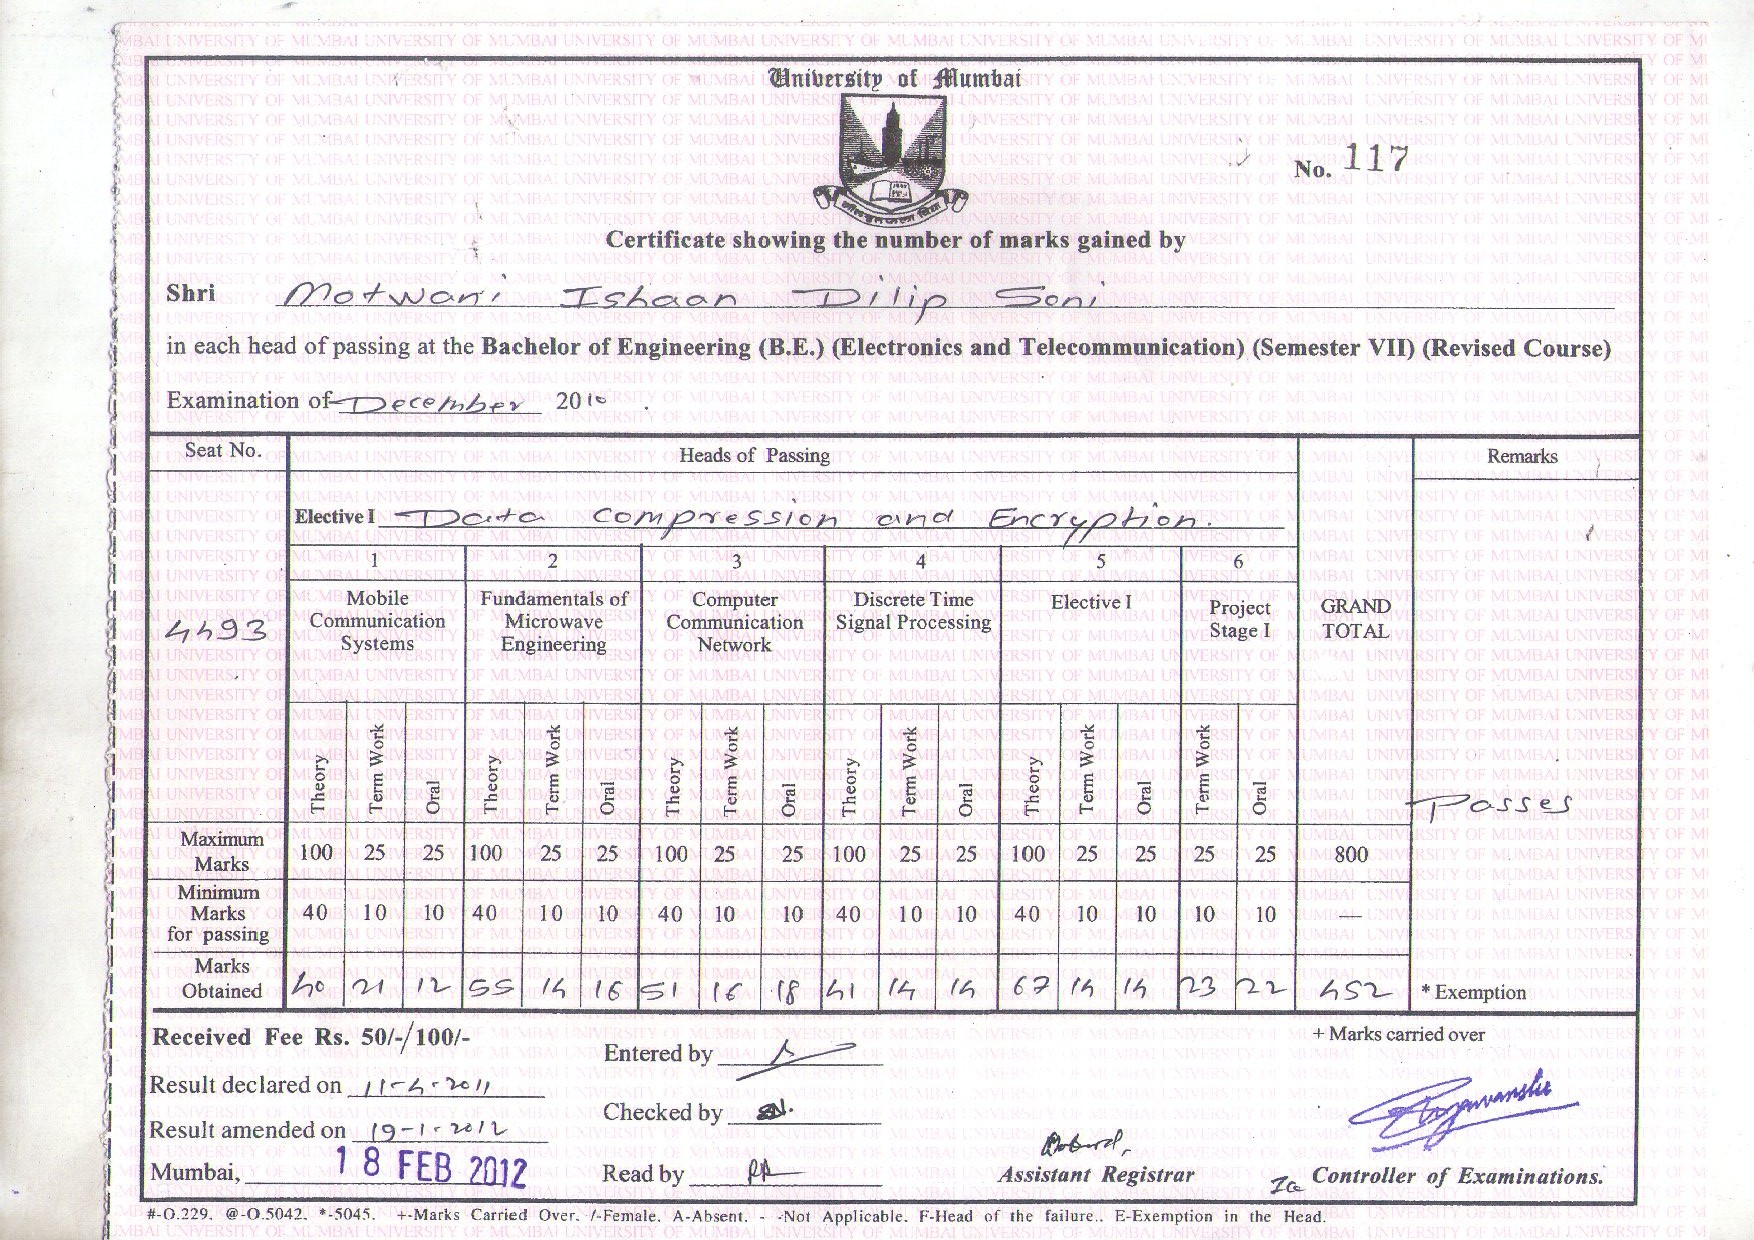 University of Mumbai
No. 117
Certificate showing the number of marks gained by
Shri Motwani Ishaan Dilip Soni
in each head of passing at the Bachelor of Engineering (B.E.) (Electronics and Telecommunication) (Semester VII) (Revised Course)
Examination of December 2010
Seat No. Heads of Passing Remarks
Elective I Data Compression and Encryption.
1 2 3 4 5 6
4493 Mobile Communication Systems Fundamentals of Microwave Engineering Computer Communication Network Discrete Time Signal Processing Elective I Project Stage I GRAND TOTAL
Theory Term Work Oral Theory Term Work Oral Theory Term Work Oral Theory Term Work Oral Theory Term Work Oral Term Work Oral
Passes
Maximum Marks 100 25 25 100 25 25 100 25 25 100 25 25 100 25 25 25 25 800
Minimum Marks for passing 40 10 10 40 10 10 40 10 10 40 10 10 40 10 10 10 10 —
Marks Obtained 40 21 12 55 14 16 51 16 18 41 14 14 67 14 14 23 22 452 * Exemption
Received Fee Rs. 50/-/100/-
+ Marks carried over
Entered by
Result declared on 11-4-2011
Checked by
Result amended on 19-1-2012
Mumbai, 18 FEB 2012
Read by
Assistant Registrar
Controller of Examinations.
#-O.229. @-O.5042. *-5045. +-Marks Carried Over. /-Female. A-Absent. - -Not Applicable. F-Head of the failure.. E-Exemption in the Head.